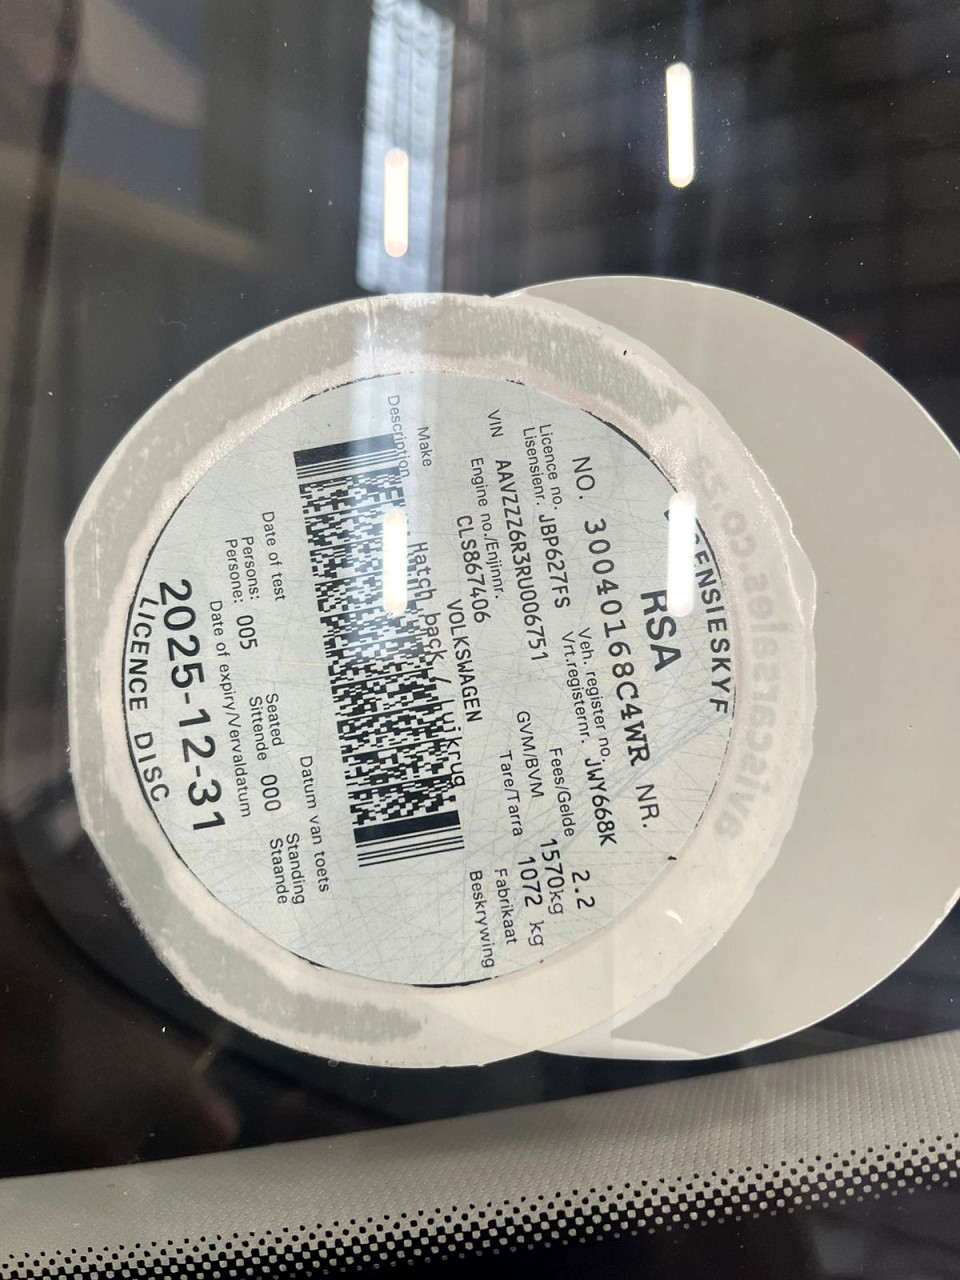 LISENSIESKYF
RSA
NO. 30040168C4WR NR.
Licence no.
Lisensienr. JBP627FS
Veh. register no.
Vrt.registernr. JWY668K
VIN AAVZZZ6R3RU006751
Fees/Gelde 2.2
GVM/BVM 1570kg
Engine no./Enjinnr.
CLS867406
Tare/Tarra 1072 kg
Make VOLKSWAGEN Fabrikaat
Description Hatch back / Luikrug Beskrywing
Date of test Datum van toets
Persons:
Persone: 005
Seated
Sittende 000
Standing
Staande
Date of expiry/Vervaldatum
2025-12-31
LICENCE DISC